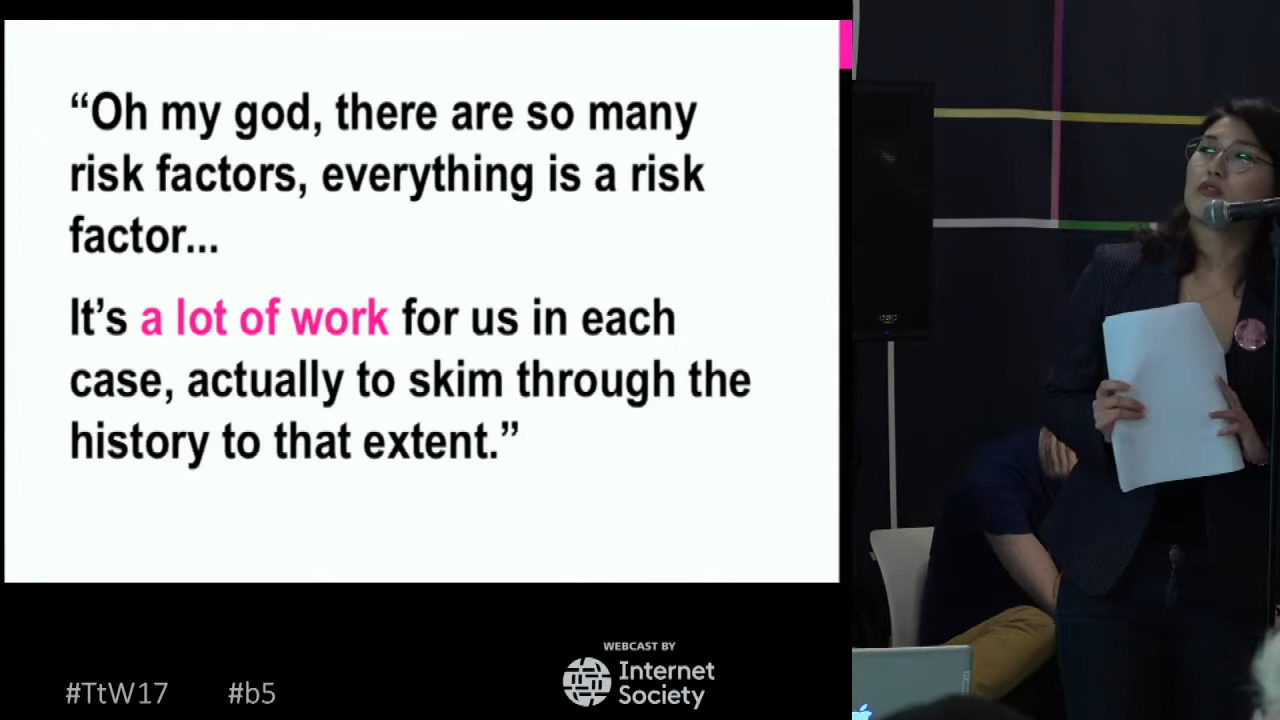 “Oh my god, there are so many
risk factors, everything is a risk
factor...
It’s a lot of work for us in each
case, actually to skim through the
history to that extent.”
WEBCAST BY
Internet
Society
#TtW17 #b5